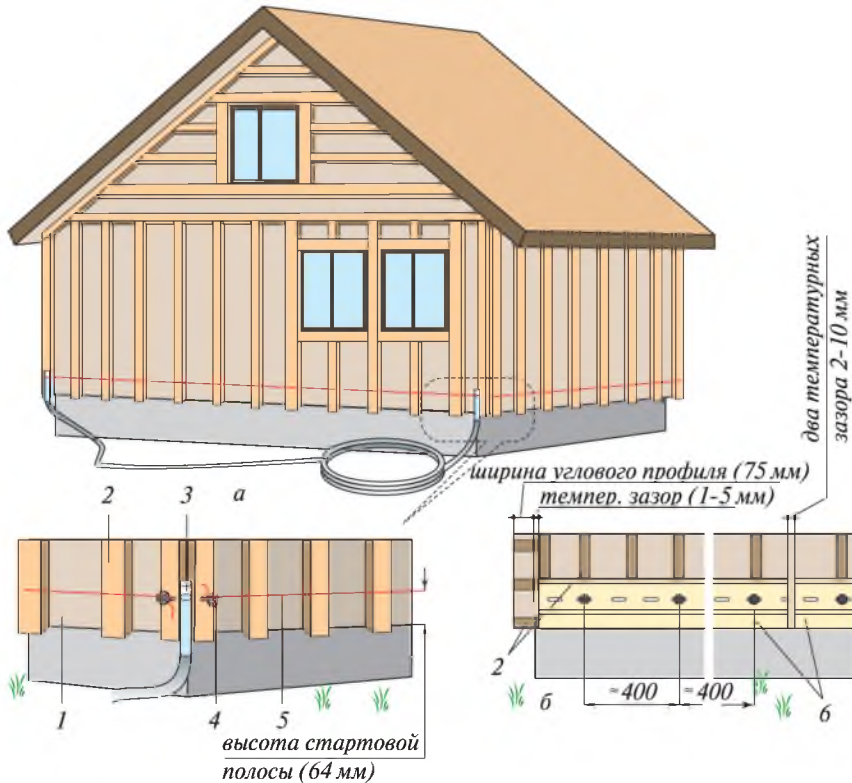 два температурных
зазора 2-10 мм
ширина углового профиля (75 мм)
темпер. зазор (1-5 мм)
2 3 а
1 4 5
высота стартовой
полосы (64 мм)
2 б ≈400 ≈400 6